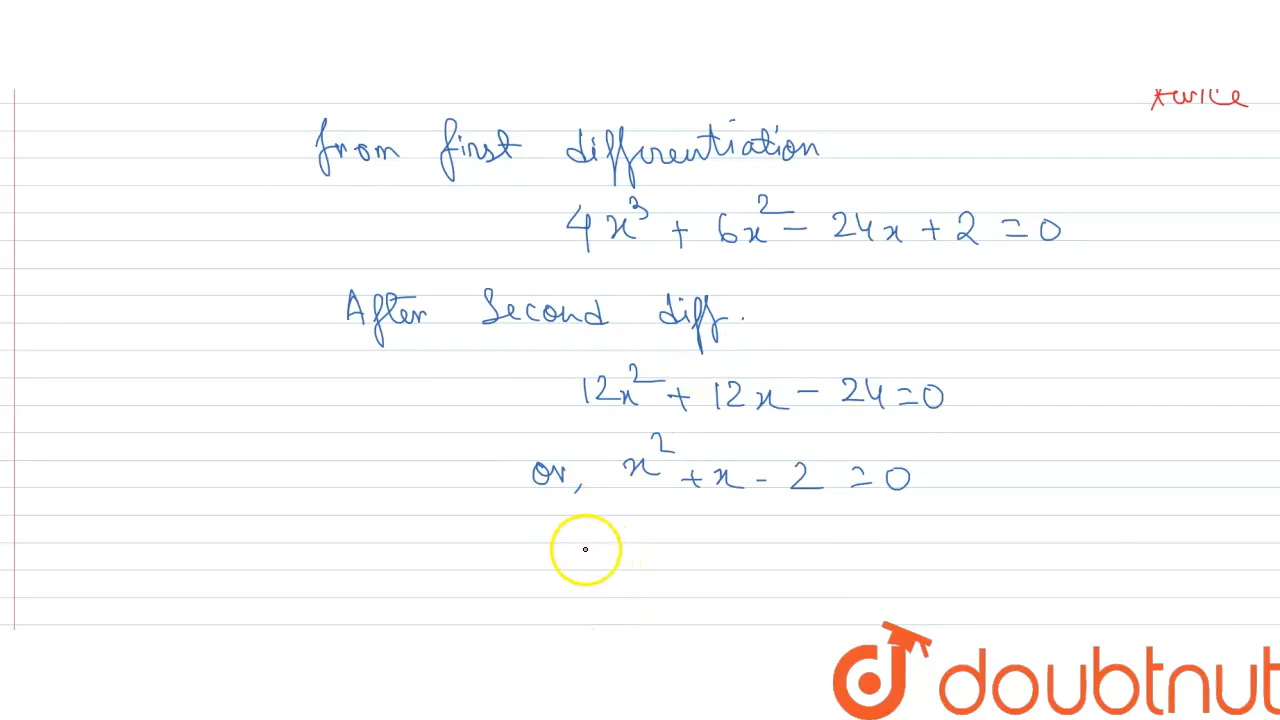 twice
from first differentiation
4x³ + 6x² - 24x + 2 = 0
After Second diff.
12x² + 12x - 24 = 0
or, x² + x - 2 = 0
doubtnut